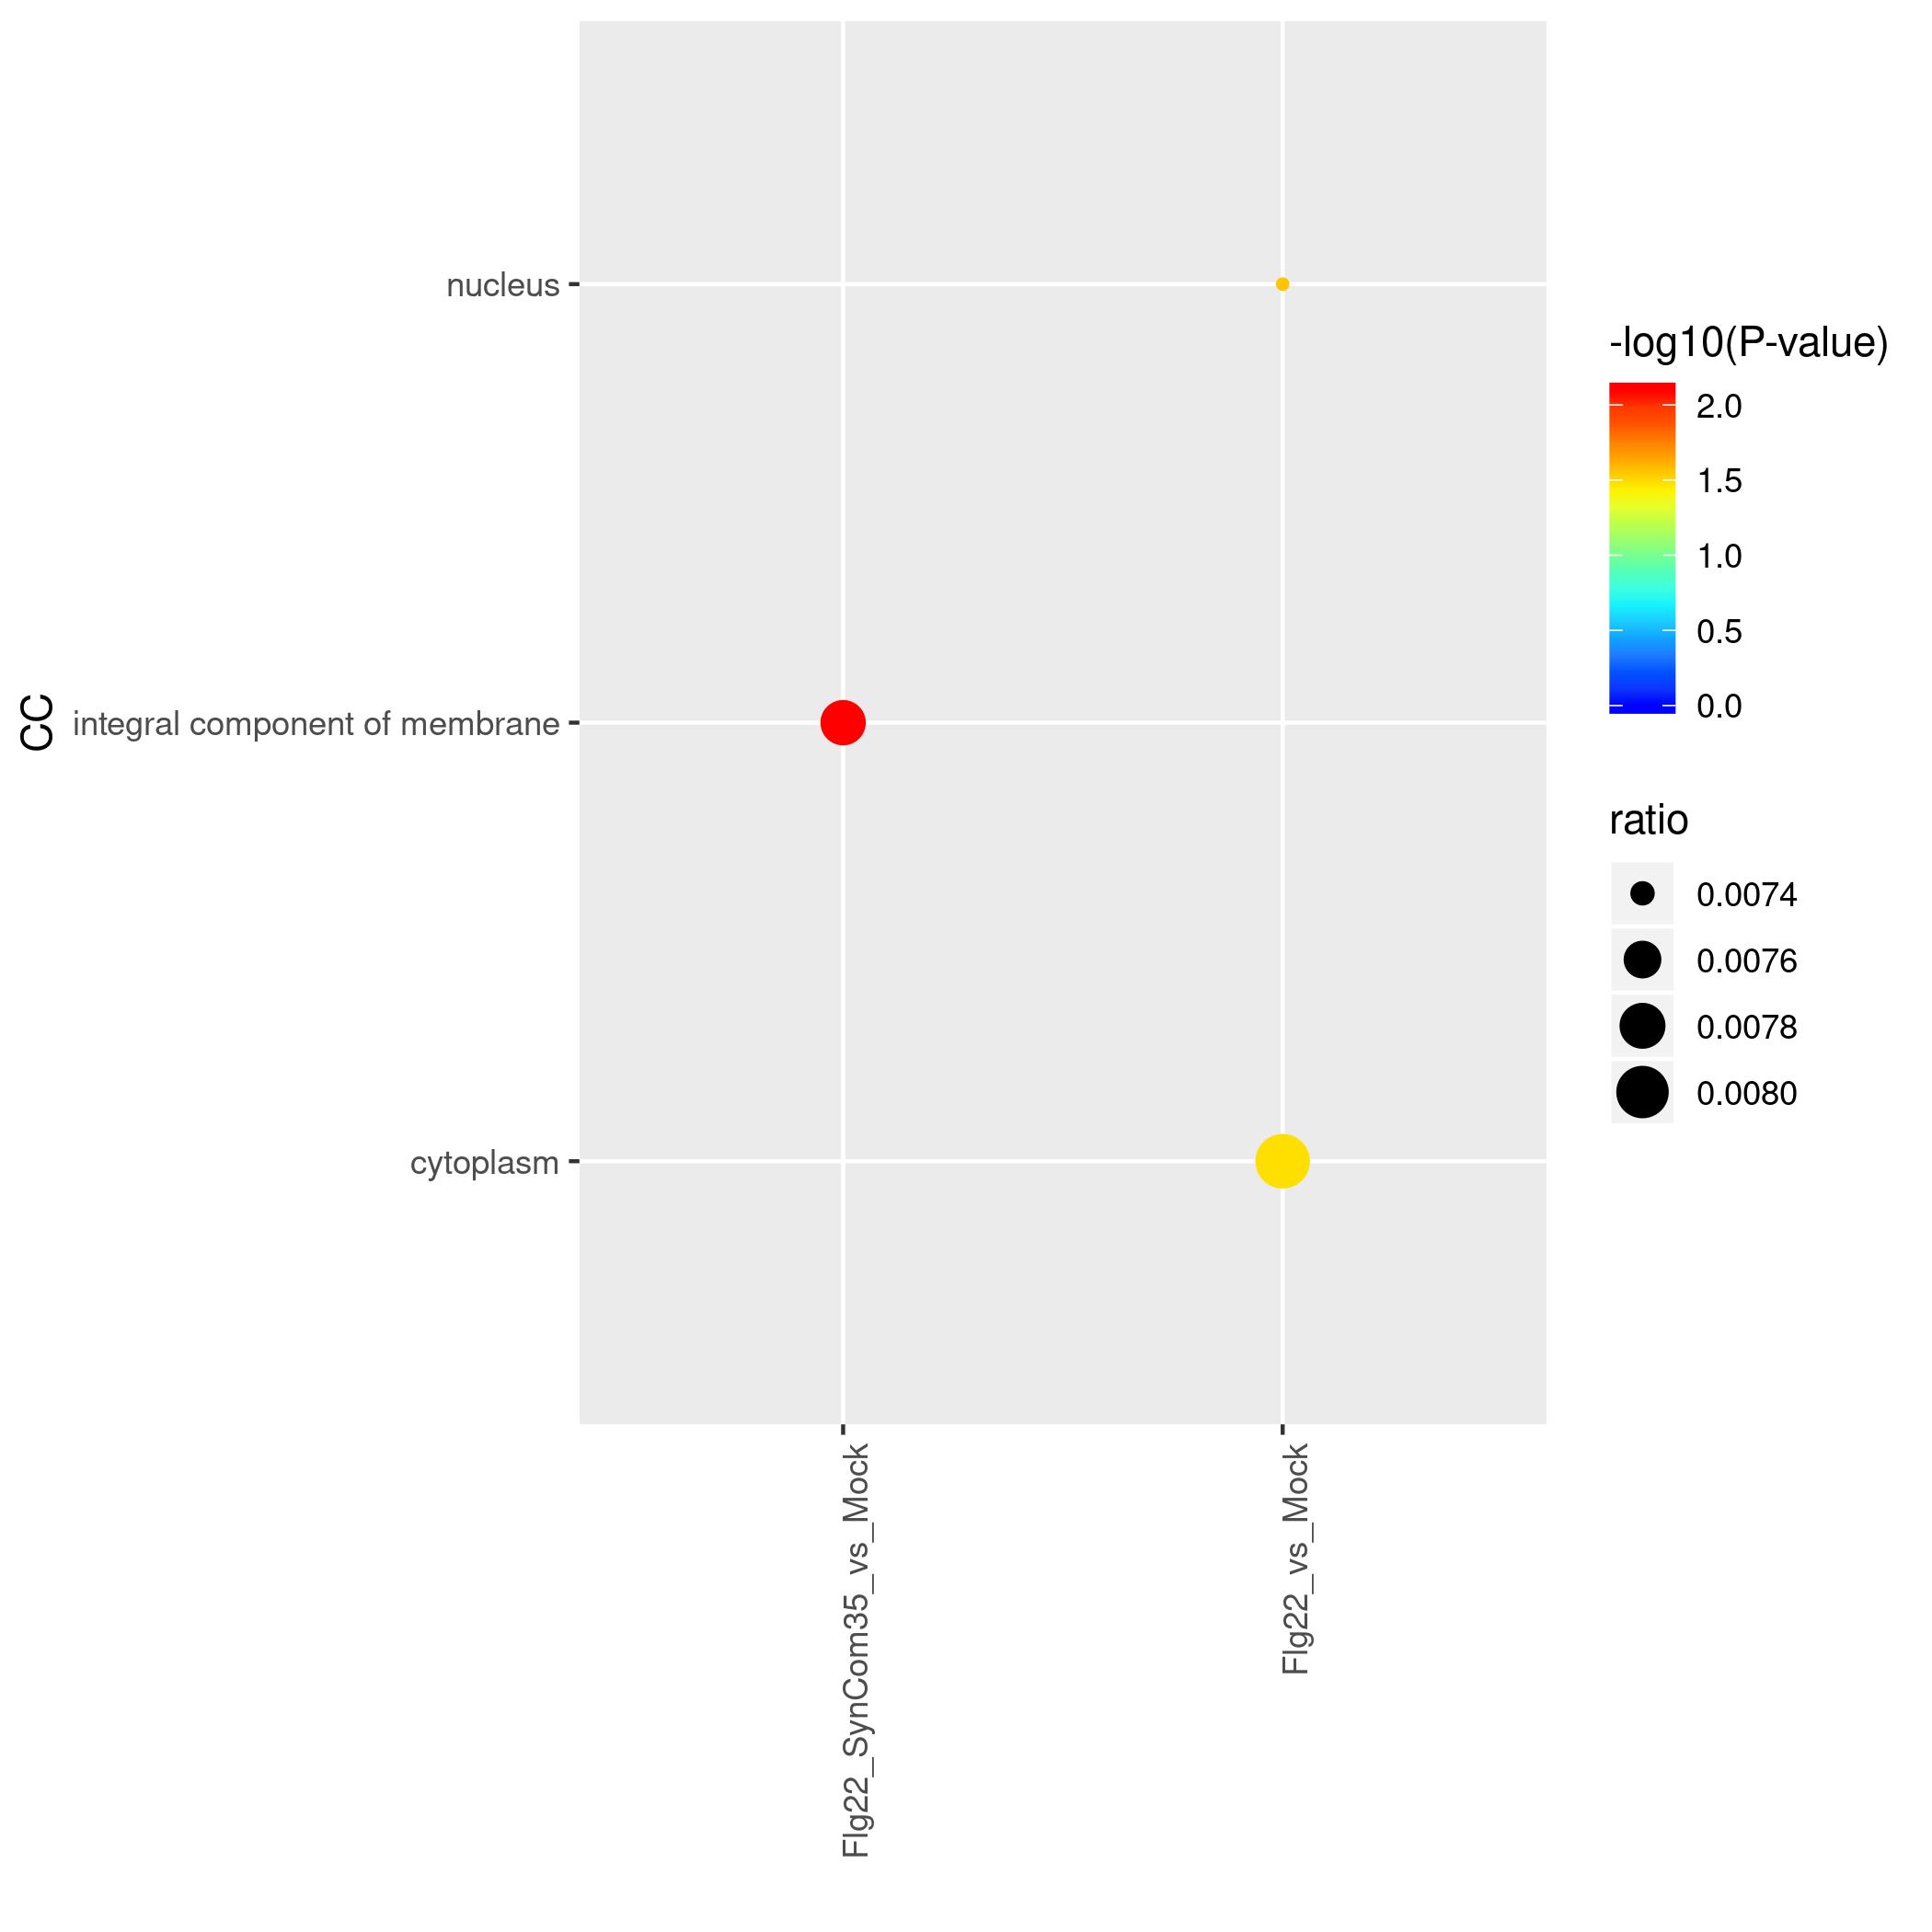 CC
nucleus
integral component of membrane
cytoplasm
Flg22_SynCom35_vs_Mock
Flg22_vs_Mock
-log10(P-value)
2.0
1.5
1.0
0.5
0.0
ratio
0.0074
0.0076
0.0078
0.0080